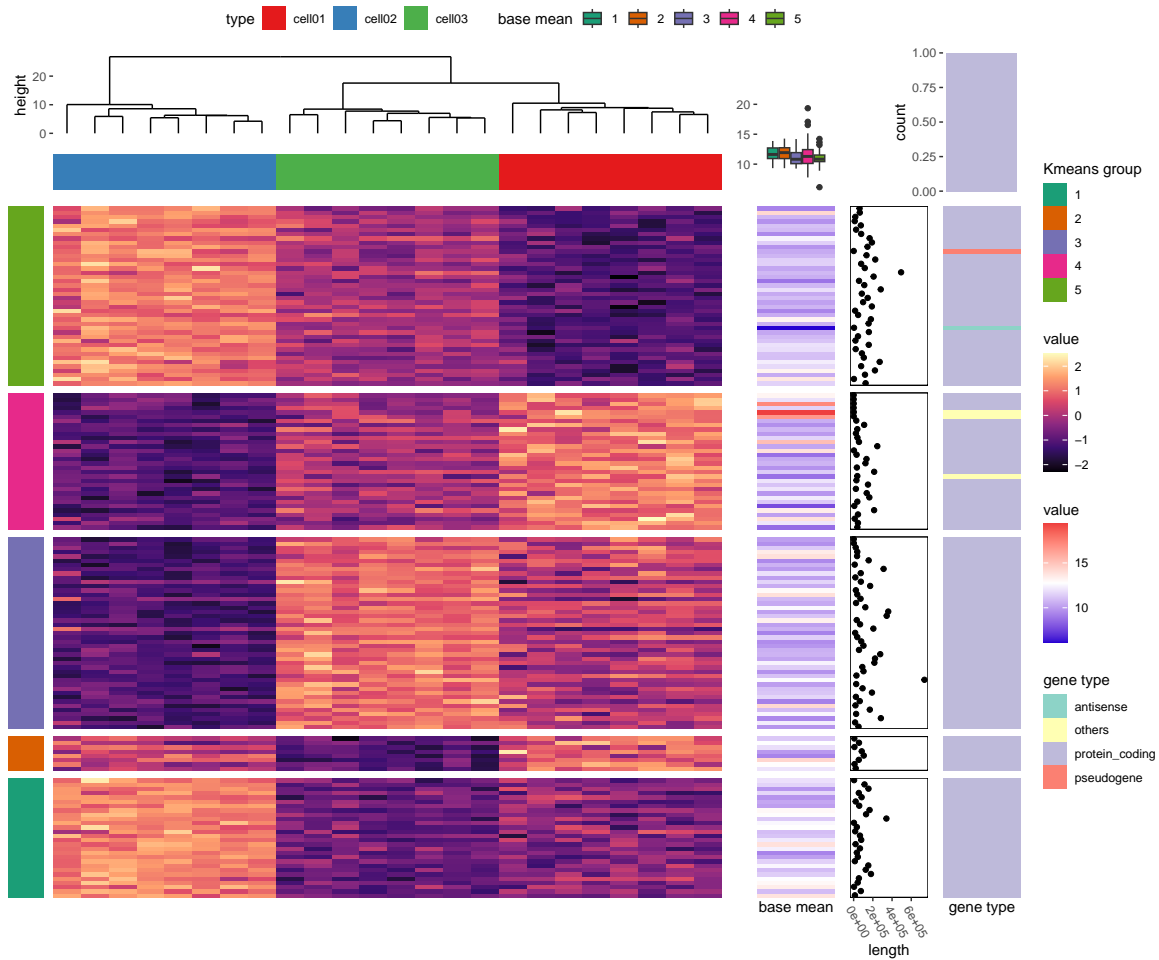 type cell01 cell02 cell03 base mean 1 2 3 4 5
height
20
10
0
20
15
10
count
1.00
0.75
0.50
0.25
0.00
Kmeans group
1
2
3
4
5
value
2
1
0
−1
−2
value
15
10
gene type
antisense
others
protein_coding
pseudogene
base mean
0e+00
2e+05
4e+05
6e+05
length
gene type